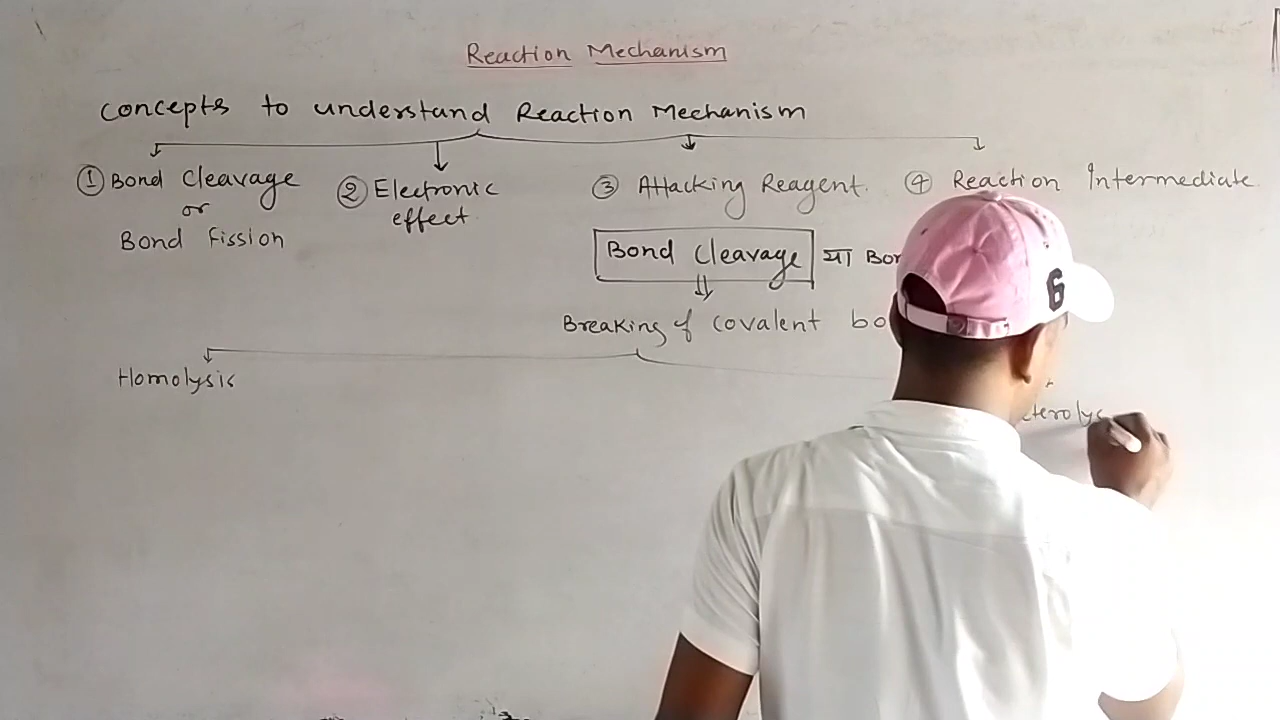 Reaction Mechanism
Concepts to understand Reaction Mechanism
① Bond Cleavage
or
Bond Fission
② Electronic
effect
③ Attacking Reagent.
④ Reaction Intermediate
Bond Cleavage या
Breaking of covalent
Homolysis
6